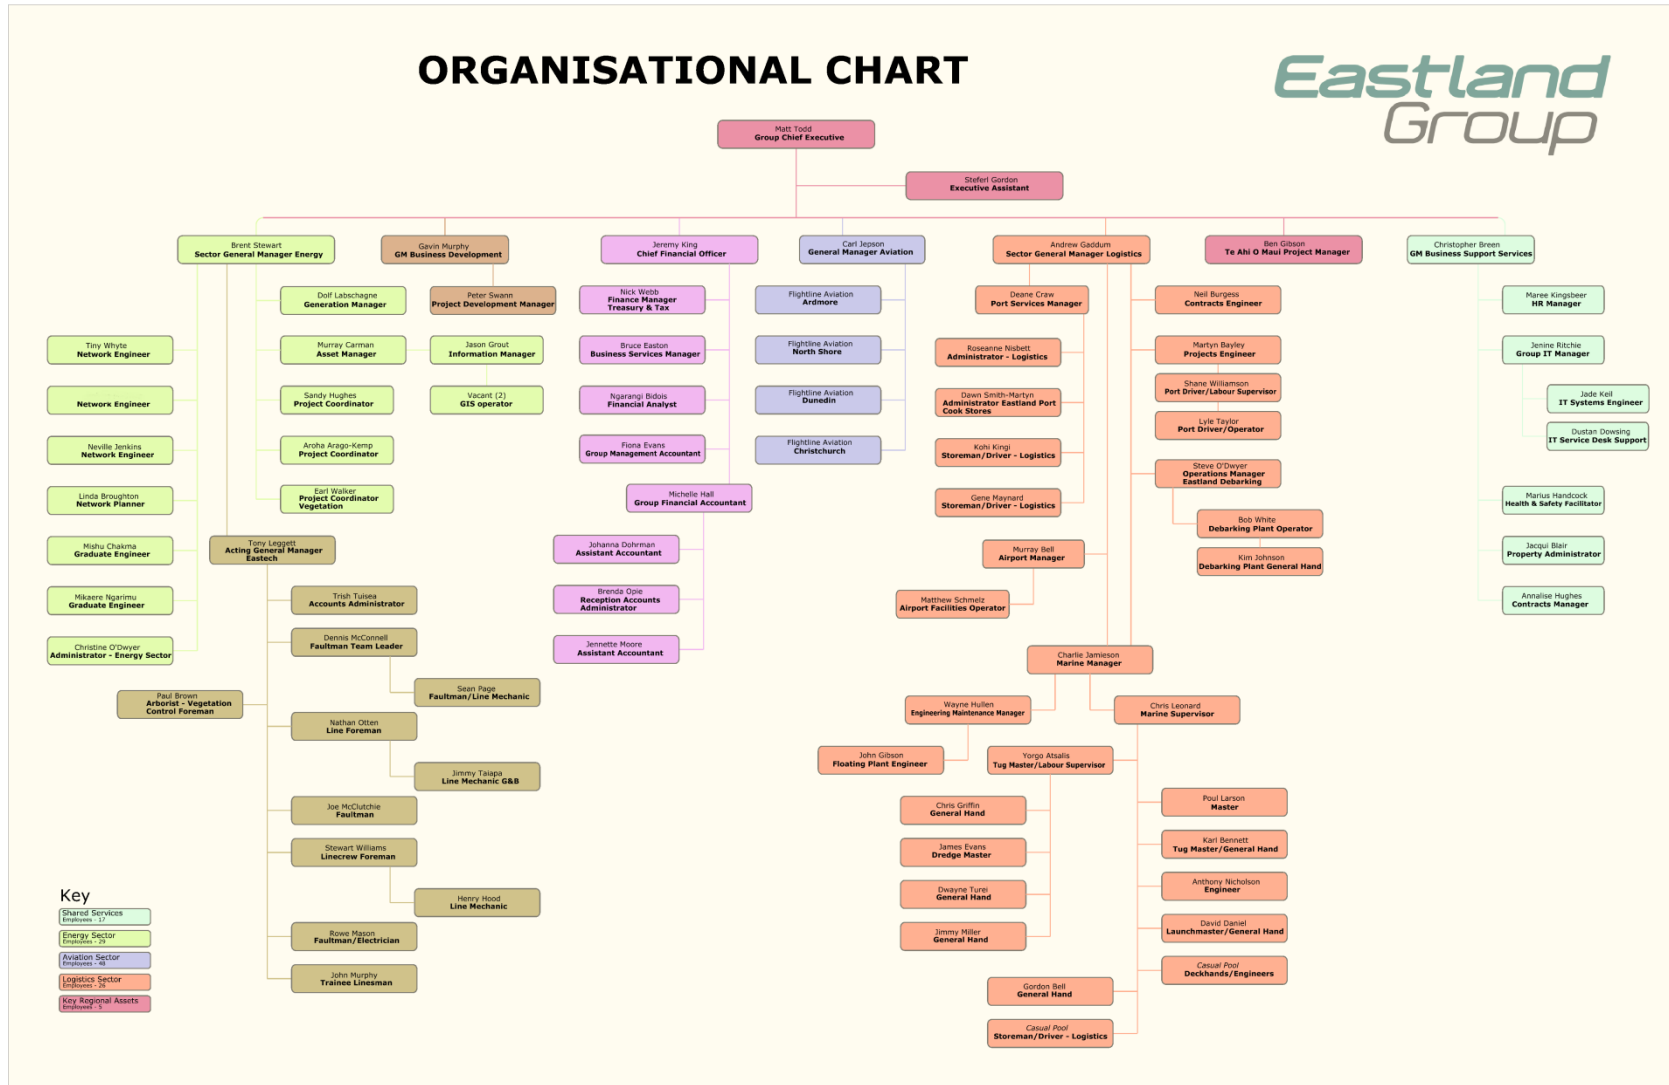 ORGANISATIONAL CHART
Eastland
Group
Matt Todd
Group Chief Executive
Steferl Gordon
Executive Assistant
Brent Stewart
Sector General Manager Energy
Gavin Murphy
GM Business Development
Jeremy King
Chief Financial Officer
Carl Jepson
General Manager Aviation
Andrew Gaddum
Sector General Manager Logistics
Ben Gibson
Te Ahi O Maui Project Manager
Christopher Breen
GM Business Support Services
Tiny Whyte
Network Engineer
Network Engineer
Neville Jenkins
Network Engineer
Linda Broughton
Network Planner
Mishu Chakma
Graduate Engineer
Mikaere Ngarimu
Graduate Engineer
Christine O'Dwyer
Administrator - Energy Sector
Dolf Labschagne
Generation Manager
Murray Carman
Asset Manager
Sandy Hughes
Project Coordinator
Aroha Arago-Kemp
Project Coordinator
Earl Walker
Project Coordinator
Vegetation
Peter Swann
Project Development Manager
Jason Grout
Information Manager
Vacant (2)
GIS operator
Tony Leggett
Acting General Manager
Eastech
Trish Tuisea
Accounts Administrator
Dennis McConnell
Faultman Team Leader
Sean Page
Faultman/Line Mechanic
Paul Brown
Arborist - Vegetation
Control Foreman
Nathan Otten
Line Foreman
Jimmy Taiapa
Line Mechanic G&B
Joe McClutchie
Faultman
Stewart Williams
Linecrew Foreman
Henry Hood
Line Mechanic
Rowe Mason
Faultman/Electrician
John Murphy
Trainee Linesman
Nick Webb
Finance Manager
Treasury & Tax
Bruce Easton
Business Services Manager
Ngarangi Bidois
Financial Analyst
Fiona Evans
Group Management Accountant
Michelle Hall
Group Financial Accountant
Johanna Dohrman
Assistant Accountant
Brenda Opie
Reception Accounts
Administrator
Jennette Moore
Assistant Accountant
Flightline Aviation
Ardmore
Flightline Aviation
North Shore
Flightline Aviation
Dunedin
Flightline Aviation
Christchurch
Deane Craw
Port Services Manager
Roseanne Nisbett
Administrator - Logistics
Dawn Smith-Martyn
Administrator Eastland Port
Cook Stores
Kohi Kingi
Storeman/Driver - Logistics
Gene Maynard
Storeman/Driver - Logistics
Murray Bell
Airport Manager
Matthew Schmelz
Airport Facilities Operator
Neil Burgess
Contracts Engineer
Martyn Bayley
Projects Engineer
Shane Williamson
Port Driver/Labour Supervisor
Lyle Taylor
Port Driver/Operator
Steve O'Dwyer
Operations Manager
Eastland Debarking
Bob White
Debarking Plant Operator
Kim Johnson
Debarking Plant General Hand
Charlie Jamieson
Marine Manager
Wayne Hullen
Engineering Maintenance Manager
Chris Leonard
Marine Supervisor
John Gibson
Floating Plant Engineer
Yorgo Atsalis
Tug Master/Labour Supervisor
Chris Griffin
General Hand
James Evans
Dredge Master
Dwayne Turei
General Hand
Jimmy Miller
General Hand
Poul Larson
Master
Karl Bennett
Tug Master/General Hand
Anthony Nicholson
Engineer
David Daniel
Launchmaster/General Hand
Casual Pool
Deckhands/Engineers
Gordon Bell
General Hand
Casual Pool
Storeman/Driver - Logistics
Maree Kingsbeer
HR Manager
Jenine Ritchie
Group IT Manager
Jade Keil
IT Systems Engineer
Dustan Dowsing
IT Service Desk Support
Marius Handcock
Health & Safety Facilitator
Jacqui Blair
Property Administrator
Annalise Hughes
Contracts Manager
Key
Shared Services
Employees - 17
Energy Sector
Employees - 29
Aviation Sector
Employees - 48
Logistics Sector
Employees - 26
Key Regional Assets
Employees - 5